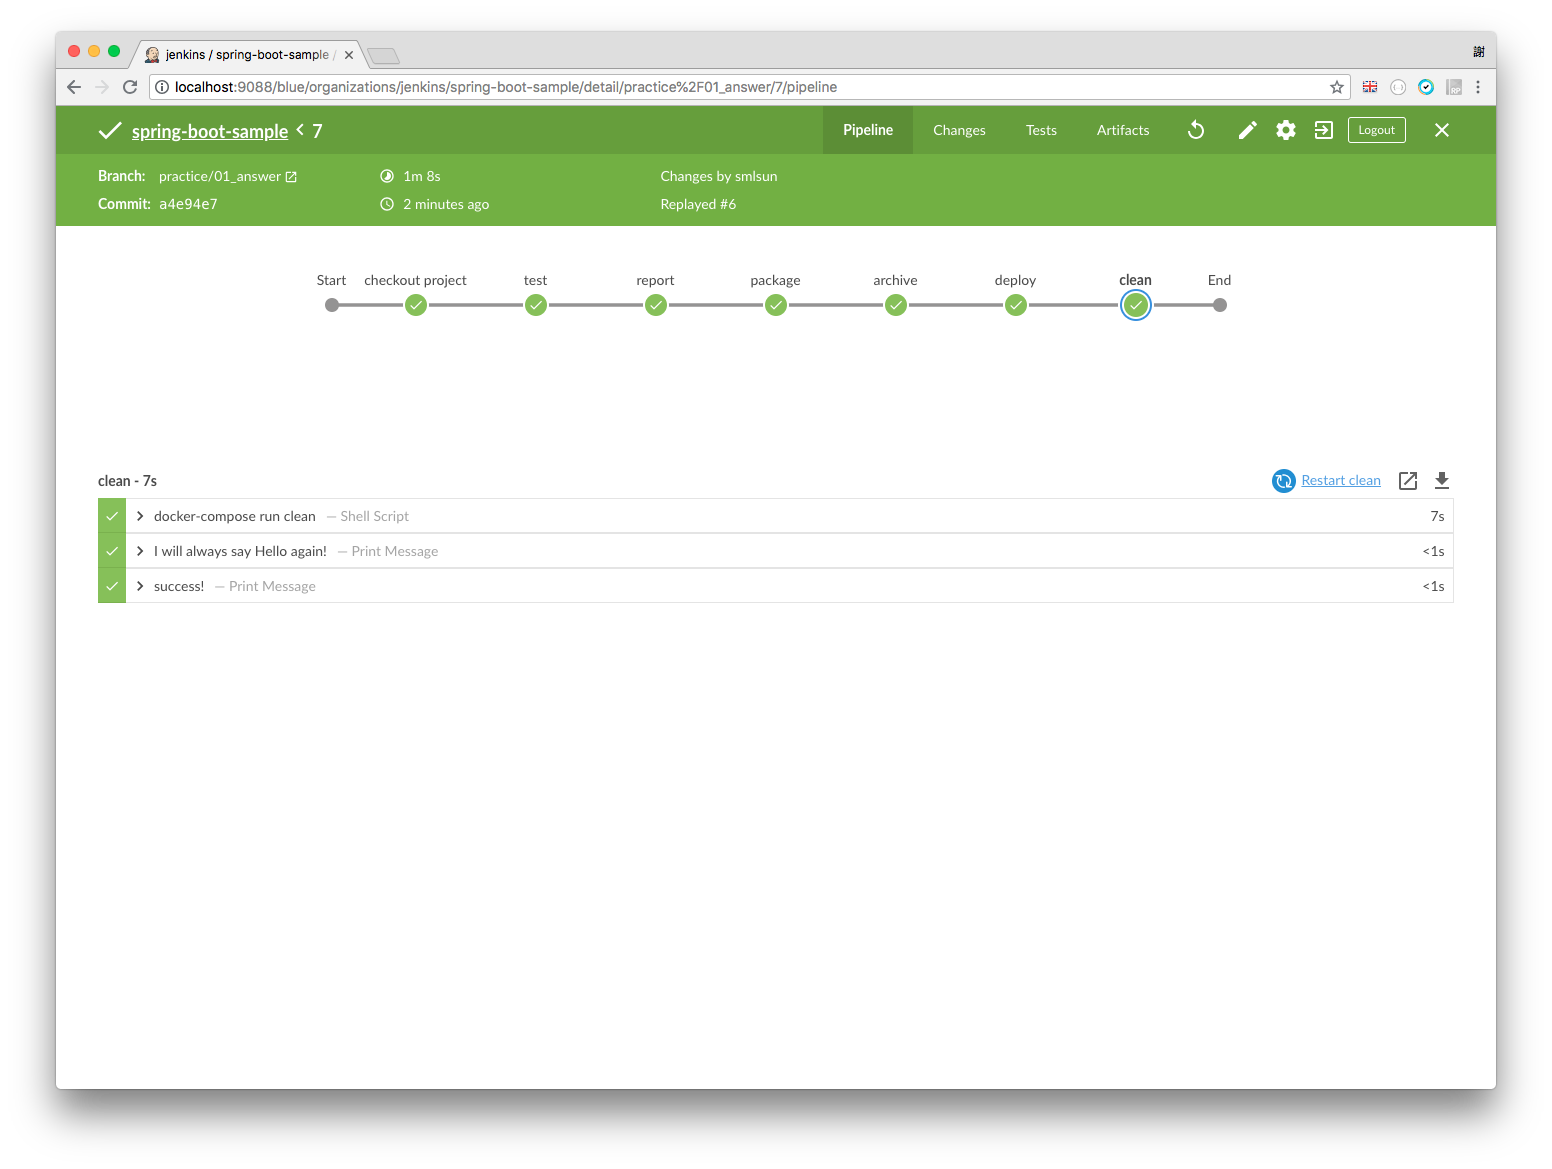 jenkins / spring-boot-sample /
謝
localhost:9088/blue/organizations/jenkins/spring-boot-sample/detail/practice%2F01_answer/7/pipeline
RP
spring-boot-sample < 7
Pipeline Changes Tests Artifacts Logout
Branch: practice/01_answer 1m 8s Changes by smlsun
Commit: a4e94e7 2 minutes ago Replayed #6
Start checkout project test report package archive deploy clean End
clean - 7s Restart clean
docker-compose run clean — Shell Script 7s
I will always say Hello again! — Print Message <1s
success! — Print Message <1s